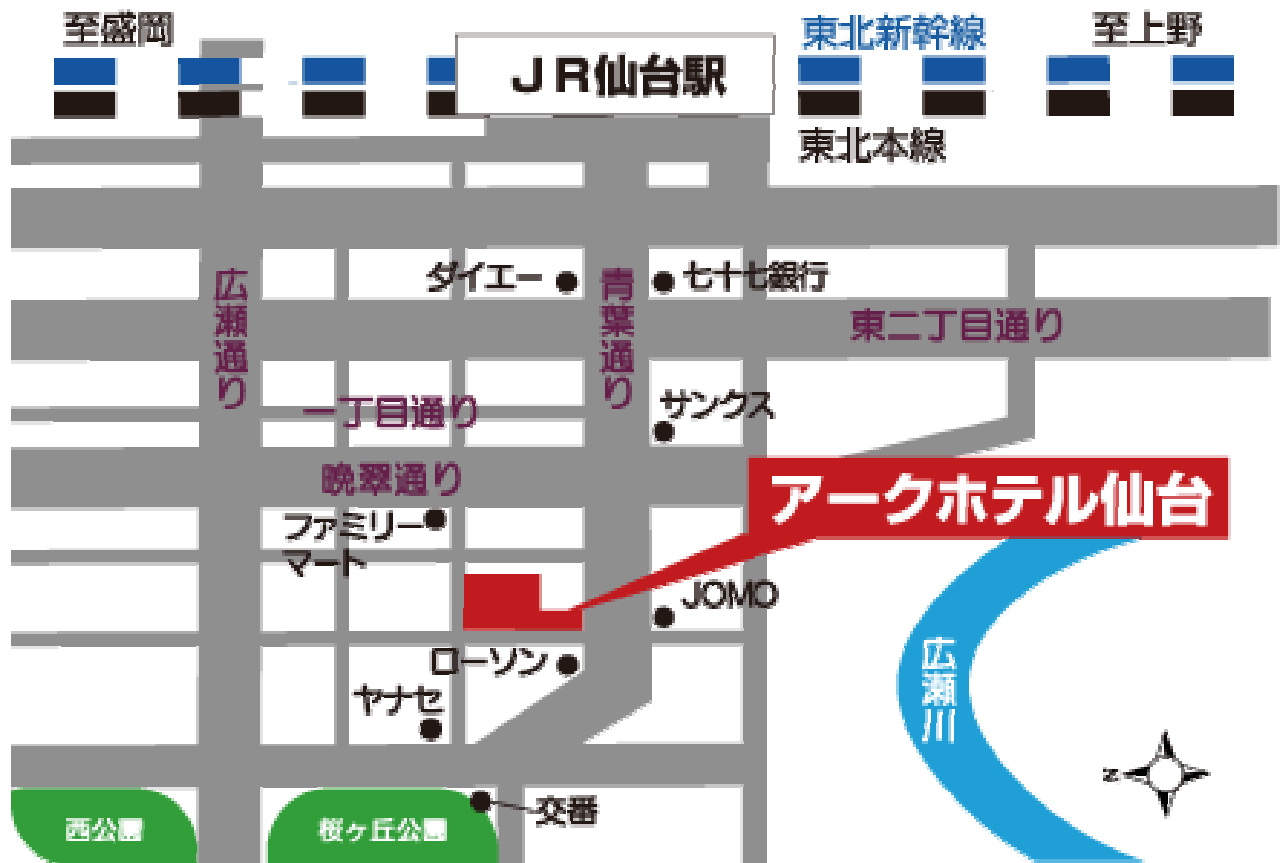 至盛岡
JR仙台駅
東北新幹線
至上野
東北本線
広瀬通り
ダイエー
青葉通り
七十七銀行
東二丁目通り
一丁目通り
サンクス
晩翠通り
アークホテル仙台
ファミリー
マート
JOMO
ローソン
広瀬川
ヤナセ
N
西公園
桜ヶ丘公園
交番